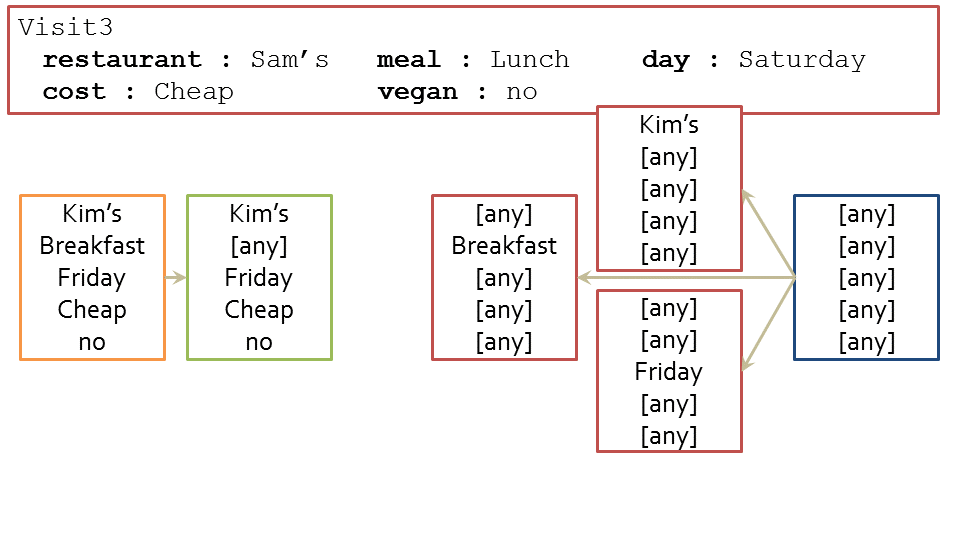 Visit3
restaurant : Sam’s meal : Lunch day : Saturday
cost : Cheap vegan : no
Kim’s
Breakfast
Friday
Cheap
no
Kim’s
[any]
Friday
Cheap
no
[any]
Breakfast
[any]
[any]
[any]
Kim’s
[any]
[any]
[any]
[any]
[any]
[any]
Friday
[any]
[any]
[any]
[any]
[any]
[any]
[any]